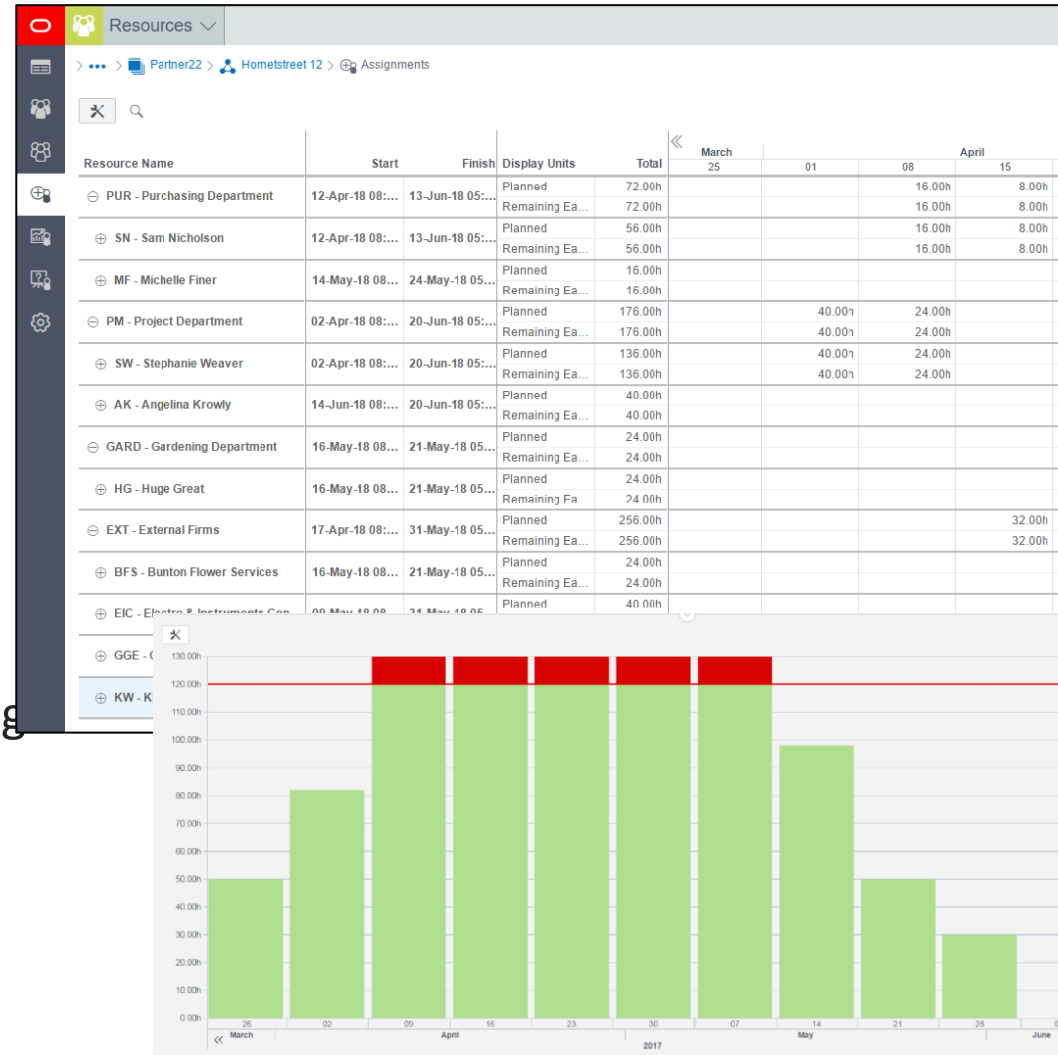 Resources
> ••• > Partner22 > Hometstreet 12 > Assignments
March April
Resource Name Start Finish Display Units Total 25 01 08 15
PUR - Purchasing Department 12-Apr-18 08:... 13-Jun-18 05:... Planned 72.00h 16.00h 8.00h
Remaining Ea... 72.00h 16.00h 8.00h
SN - Sam Nicholson 12-Apr-18 08:... 13-Jun-18 05:... Planned 56.00h 16.00h 8.00h
Remaining Ea... 56.00h 16.00h 8.00h
MF - Michelle Finer 14-May-18 08... 24-May-18 05... Planned 16.00h
Remaining Ea... 16.00h
PM - Project Department 02-Apr-18 08:... 20-Jun-18 05:... Planned 176.00h 40.00h 24.00h
Remaining Ea... 176.00h 40.00h 24.00h
SW - Stephanie Weaver 02-Apr-18 08:... 20-Jun-18 05:... Planned 136.00h 40.00h 24.00h
Remaining Ea... 136.00h 40.00h 24.00h
AK - Angelina Krowly 14-Jun-18 08:... 20-Jun-18 05:... Planned 40.00h
Remaining Ea... 40.00h
GARD - Gardening Department 16-May-18 08... 21-May-18 05... Planned 24.00h
Remaining Ea... 24.00h
HG - Huge Great 16-May-18 08... 21-May-18 05... Planned 24.00h
Remaining Ea 24.00h
EXT - External Firms 17-Apr-18 08:... 31-May-18 05... Planned 256.00h 32.00h
Remaining Ea... 256.00h 32.00h
BFS - Bunton Flower Services 16-May-18 08... 21-May-18 05... Planned 24.00h
Remaining Ea... 24.00h
EIC - Electro & Instruments Con 09-May-18 08 31-May-18 05 Planned 40.00h
GGE -
KW - K
g
130.00h
120.00h
110.00h
100.00h
90.00h
80.00h
70.00h
60.00h
50.00h
40.00h
30.00h
20.00h
10.00h
0.00h
26 02 09 16 23 30 07 14 21 28
March April May June
2017